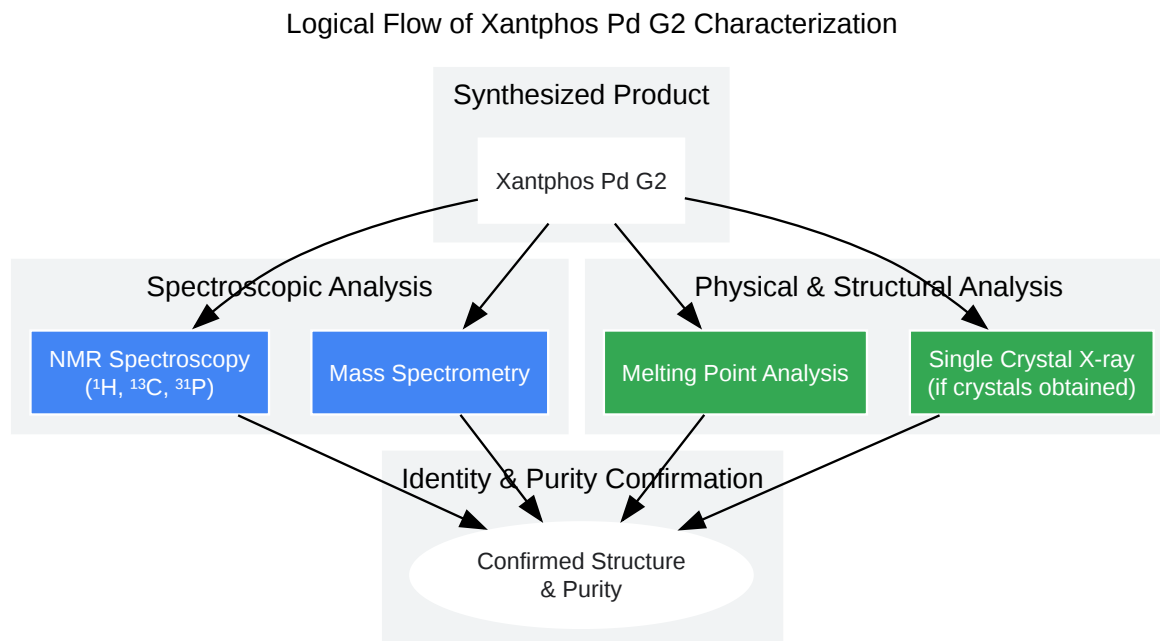 Logical Flow of Xantphos Pd G2 Characterization
Synthesized Product
Xantphos Pd G2
Spectroscopic Analysis
Physical & Structural Analysis
NMR Spectroscopy
(¹H, ¹³C, ³¹P)
Mass Spectrometry
Melting Point Analysis
Single Crystal X-ray
(if crystals obtained)
Identity & Purity Confirmation
Confirmed Structure
& Purity